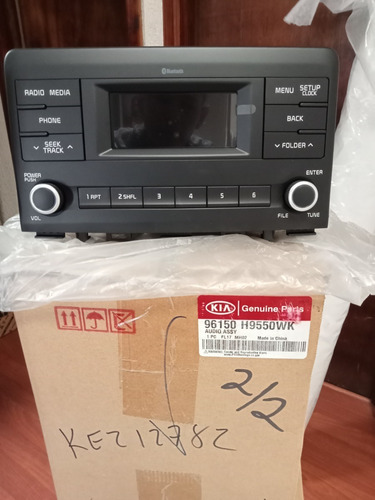 Bluetooth
RADIO MEDIA
MENU SETUP
CLOCK
PHONE
BACK
SEEK
TRACK
FOLDER
POWER
PUSH
ENTER
1 RPT 2 SHFL 3 4 5 6
VOL
FILE TUNE
KIA Genuine Parts
96150 H9550WK
AUDIO ASSY
1 PC Made in China
2/2
KE212782